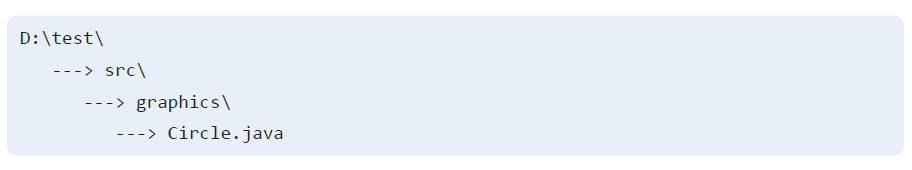 D:\test\
---> src\
---> graphics\
---> Circle.java